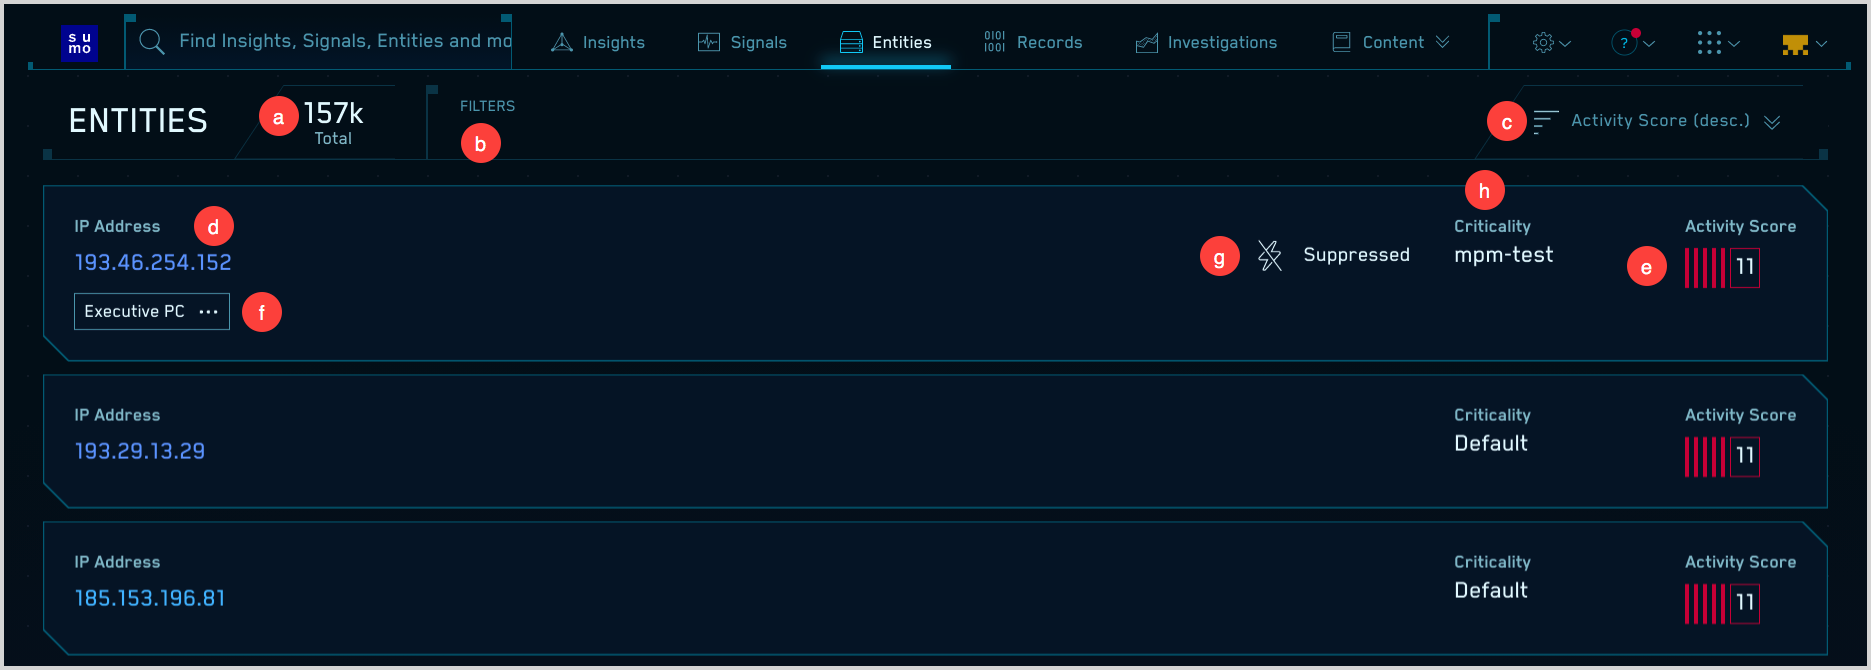 su
mo
Find Insights, Signals, Entities and mo
Insights
Signals
Entities
0101
1001
Records
Investigations
Content
?
ENTITIES
a
157k
Total
FILTERS
b
c
Activity Score (desc.)
h
IP Address
d
193.46.254.152
Executive PC ...
f
g
Suppressed
Criticality
mpm-test
Activity Score
e
11
IP Address
193.29.13.29
Criticality
Default
Activity Score
11
IP Address
185.153.196.81
Criticality
Default
Activity Score
11